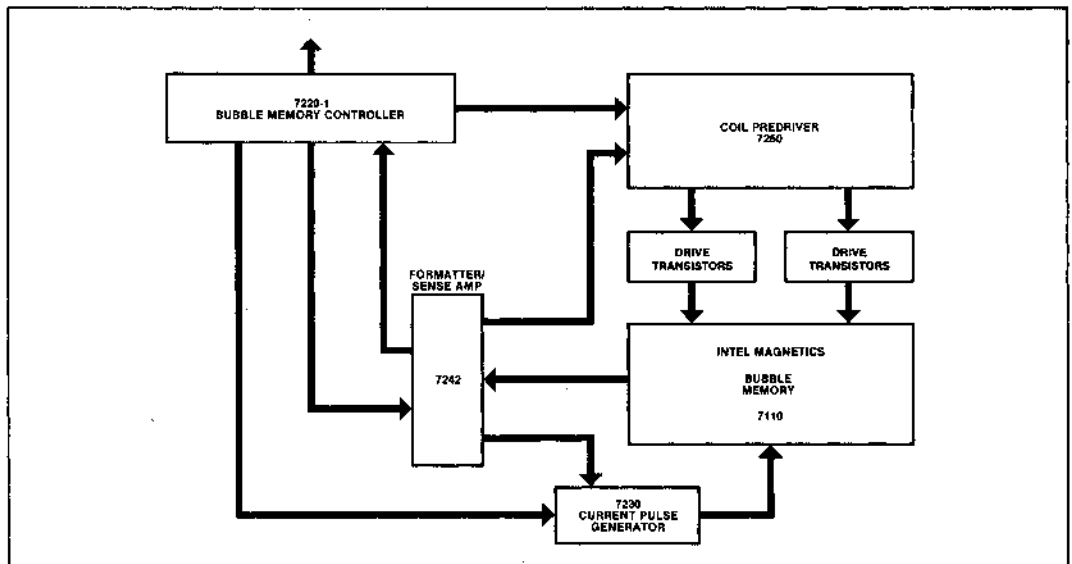 7220-1
BUBBLE MEMORY CONTROLLER
COIL PREDRIVER
7250
DRIVE
TRANSISTORS
DRIVE
TRANSISTORS
FORMATTER/
SENSE AMP
7242
INTEL MAGNETICS
BUBBLE
MEMORY
7110
7230
CURRENT PULSE
GENERATOR